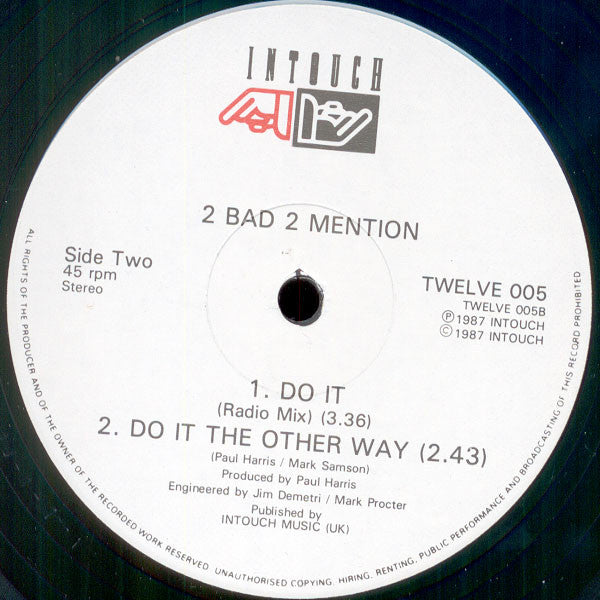 INTOUCH
2 BAD 2 MENTION
Side Two
45 rpm
Stereo
TWELVE 005
TWELVE 005B
Ⓟ1987 INTOUCH
©1987 INTOUCH
1. DO IT
(Radio Mix) (3.36)
2. DO IT THE OTHER WAY (2.43)
(Paul Harris / Mark Samson)
Produced by Paul Harris
Engineered by Jim Demetri / Mark Procter
Published by
INTOUCH MUSIC (UK)
ALL RIGHTS OF THE PRODUCER AND OF THE OWNER OF THE RECORDED WORK RESERVED. UNAUTHORISED COPYING, HIRING, RENTING, PUBLIC PERFORMANCE AND BROADCASTING OF THIS RECORD PROHIBITED